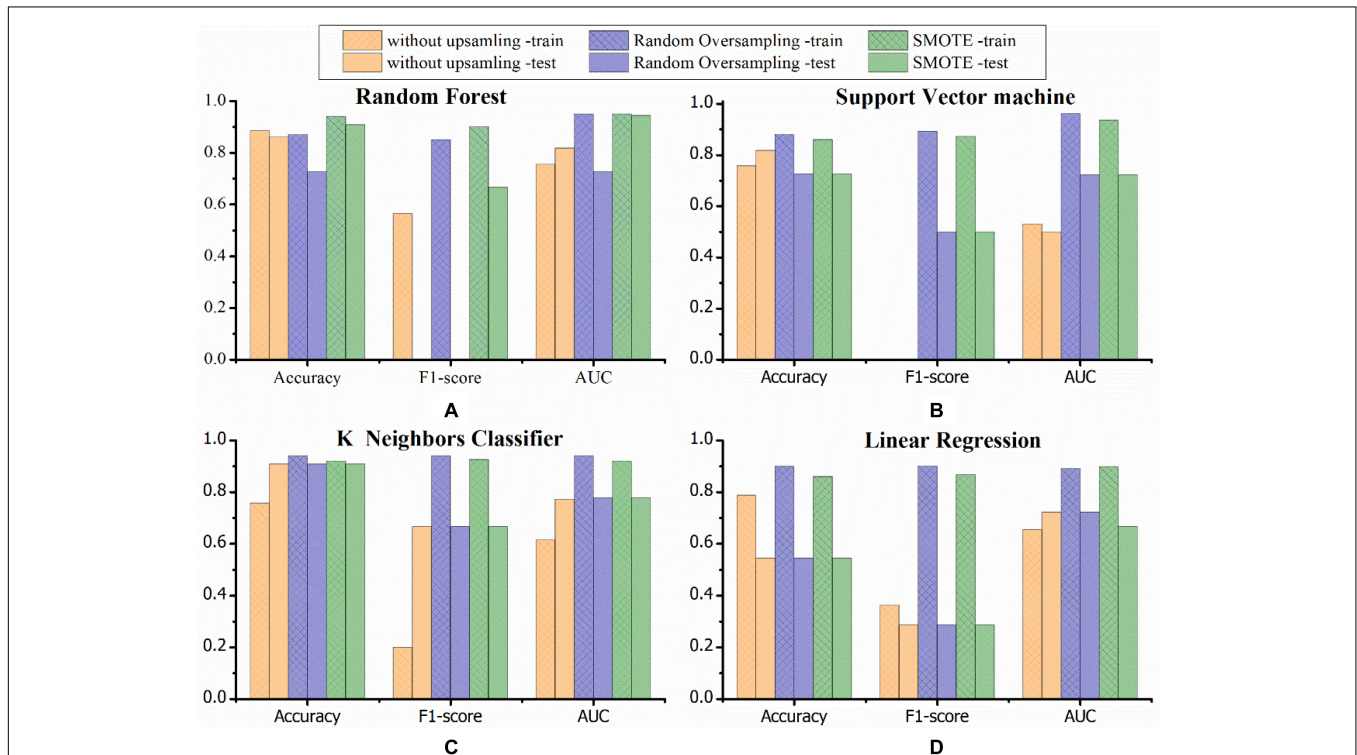 without upsamling -train Random Oversampling -train SMOTE -train
without upsamling -test Random Oversampling -test SMOTE -test
Random Forest
1.0
0.8
0.6
0.4
0.2
0.0
Accuracy F1-score AUC
A
Support Vector machine
1.0
0.8
0.6
0.4
0.2
0.0
Accuracy F1-score AUC
B
K Neighbors Classifier
1.0
0.8
0.6
0.4
0.2
0.0
Accuracy F1-score AUC
C
Linear Regression
1.0
0.8
0.6
0.4
0.2
0.0
Accuracy F1-score AUC
D